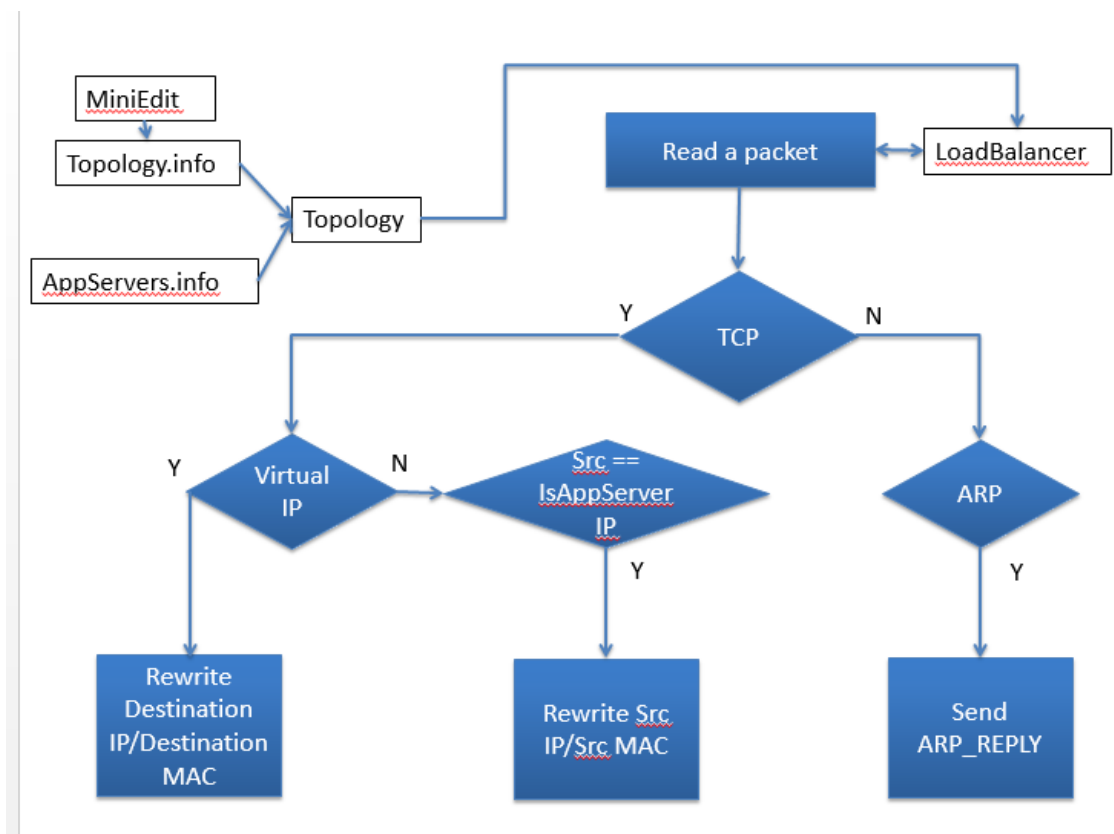 MiniEdit
Topology.info
Topology
AppServers.info
Read a packet
LoadBalancer
Y
TCP
N
Y
Virtual
IP
N
Src ==
IsAppServer
IP
ARP
Y
Y
Rewrite
Destination
IP/Destination
MAC
Rewrite Src
IP/Src MAC
Send
ARP_REPLY